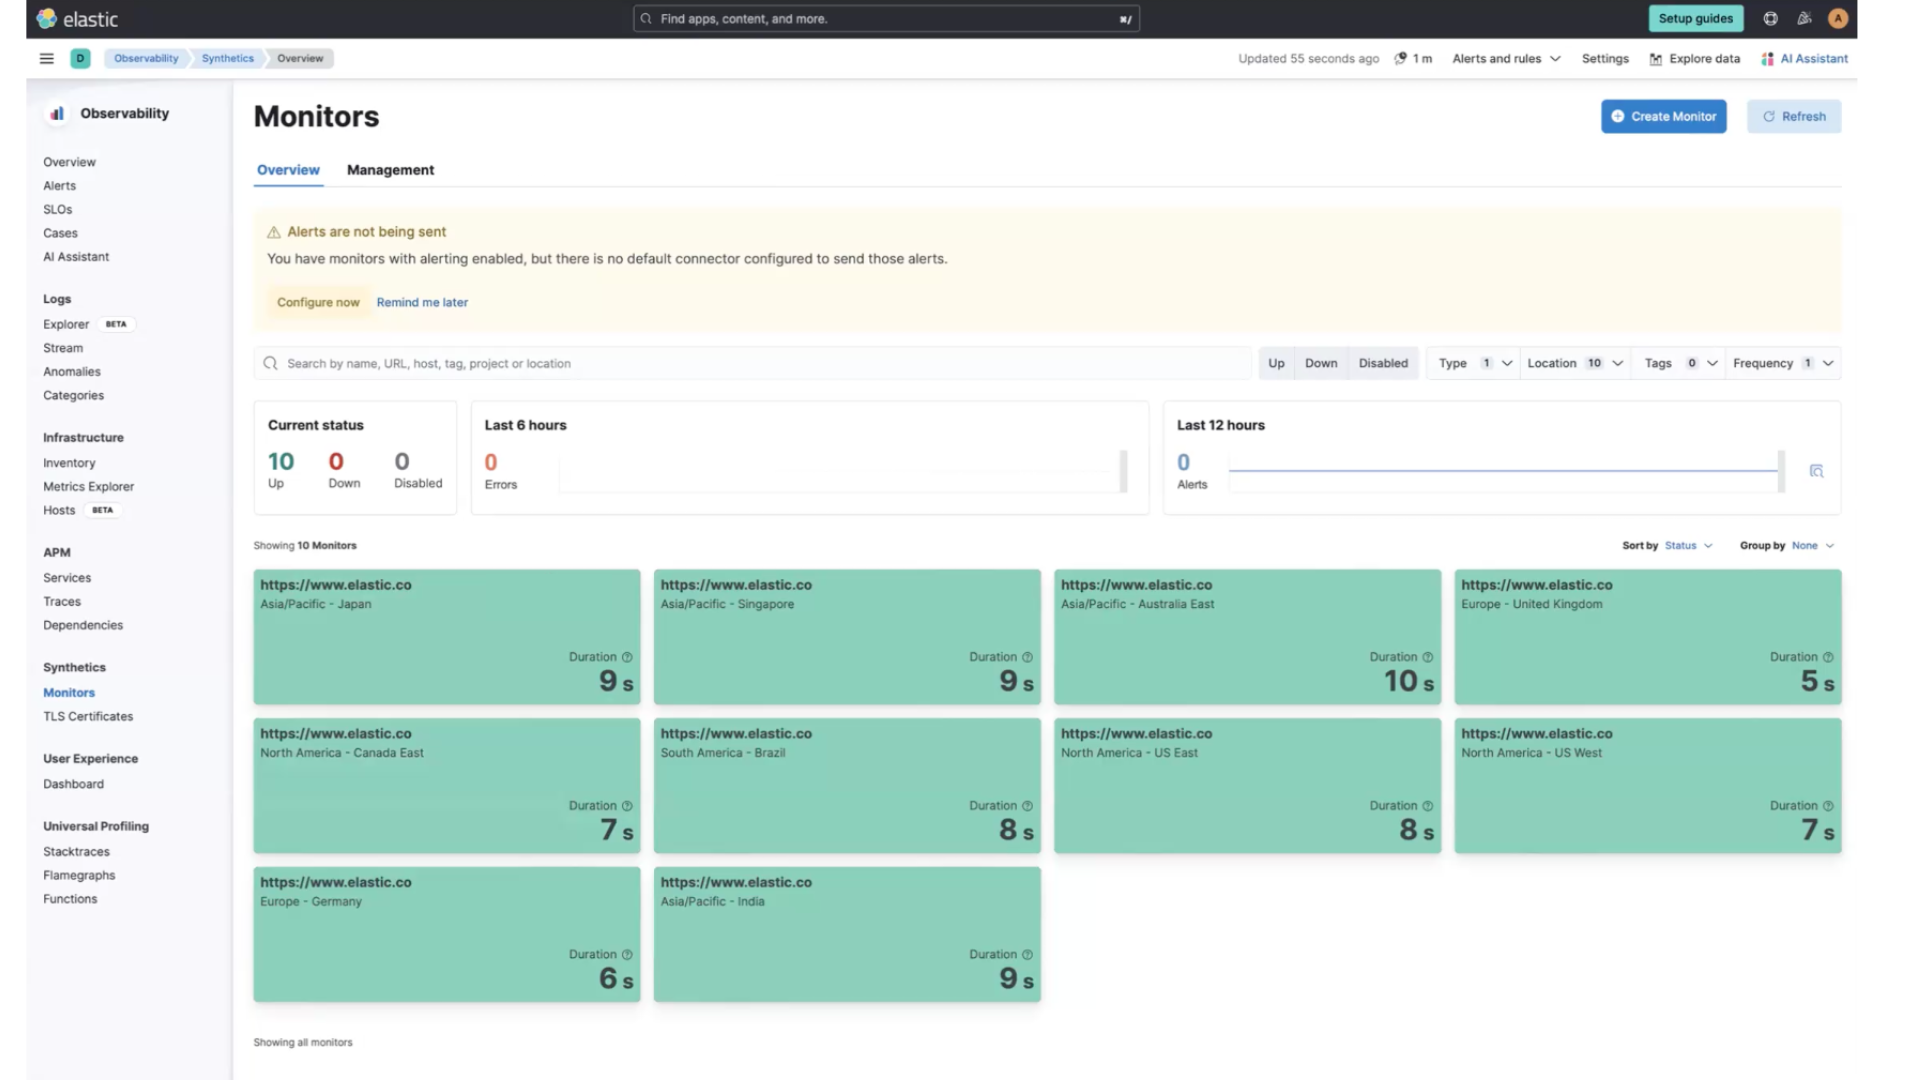 elastic
Find apps, content, and more.
⌘/
Setup guides
A
D
Observability
Synthetics
Overview
Updated 55 seconds ago
1 m
Alerts and rules
Settings
Explore data
AI Assistant
Observability
Overview
Alerts
SLOs
Cases
AI Assistant
Logs
Explorer BETA
Stream
Anomalies
Categories
Infrastructure
Inventory
Metrics Explorer
Hosts BETA
APM
Services
Traces
Dependencies
Synthetics
Monitors
TLS Certificates
User Experience
Dashboard
Universal Profiling
Stacktraces
Flamegraphs
Functions
Monitors
Create Monitor
Refresh
Overview
Management
Alerts are not being sent
You have monitors with alerting enabled, but there is no default connector configured to send those alerts.
Configure now
Remind me later
Search by name, URL, host, tag, project or location
Up
Down
Disabled
Type 1
Location 10
Tags 0
Frequency 1
Current status
10
Up
0
Down
0
Disabled
Last 6 hours
0
Errors
Last 12 hours
0
Alerts
Showing 10 Monitors
Sort by Status
Group by None
https://www.elastic.co
Asia/Pacific - Japan
Duration
9 s
https://www.elastic.co
Asia/Pacific - Singapore
Duration
9 s
https://www.elastic.co
Asia/Pacific - Australia East
Duration
10 s
https://www.elastic.co
Europe - United Kingdom
Duration
5 s
https://www.elastic.co
North America - Canada East
Duration
7 s
https://www.elastic.co
South America - Brazil
Duration
8 s
https://www.elastic.co
North America - US East
Duration
8 s
https://www.elastic.co
North America - US West
Duration
7 s
https://www.elastic.co
Europe - Germany
Duration
6 s
https://www.elastic.co
Asia/Pacific - India
Duration
9 s
Showing all monitors